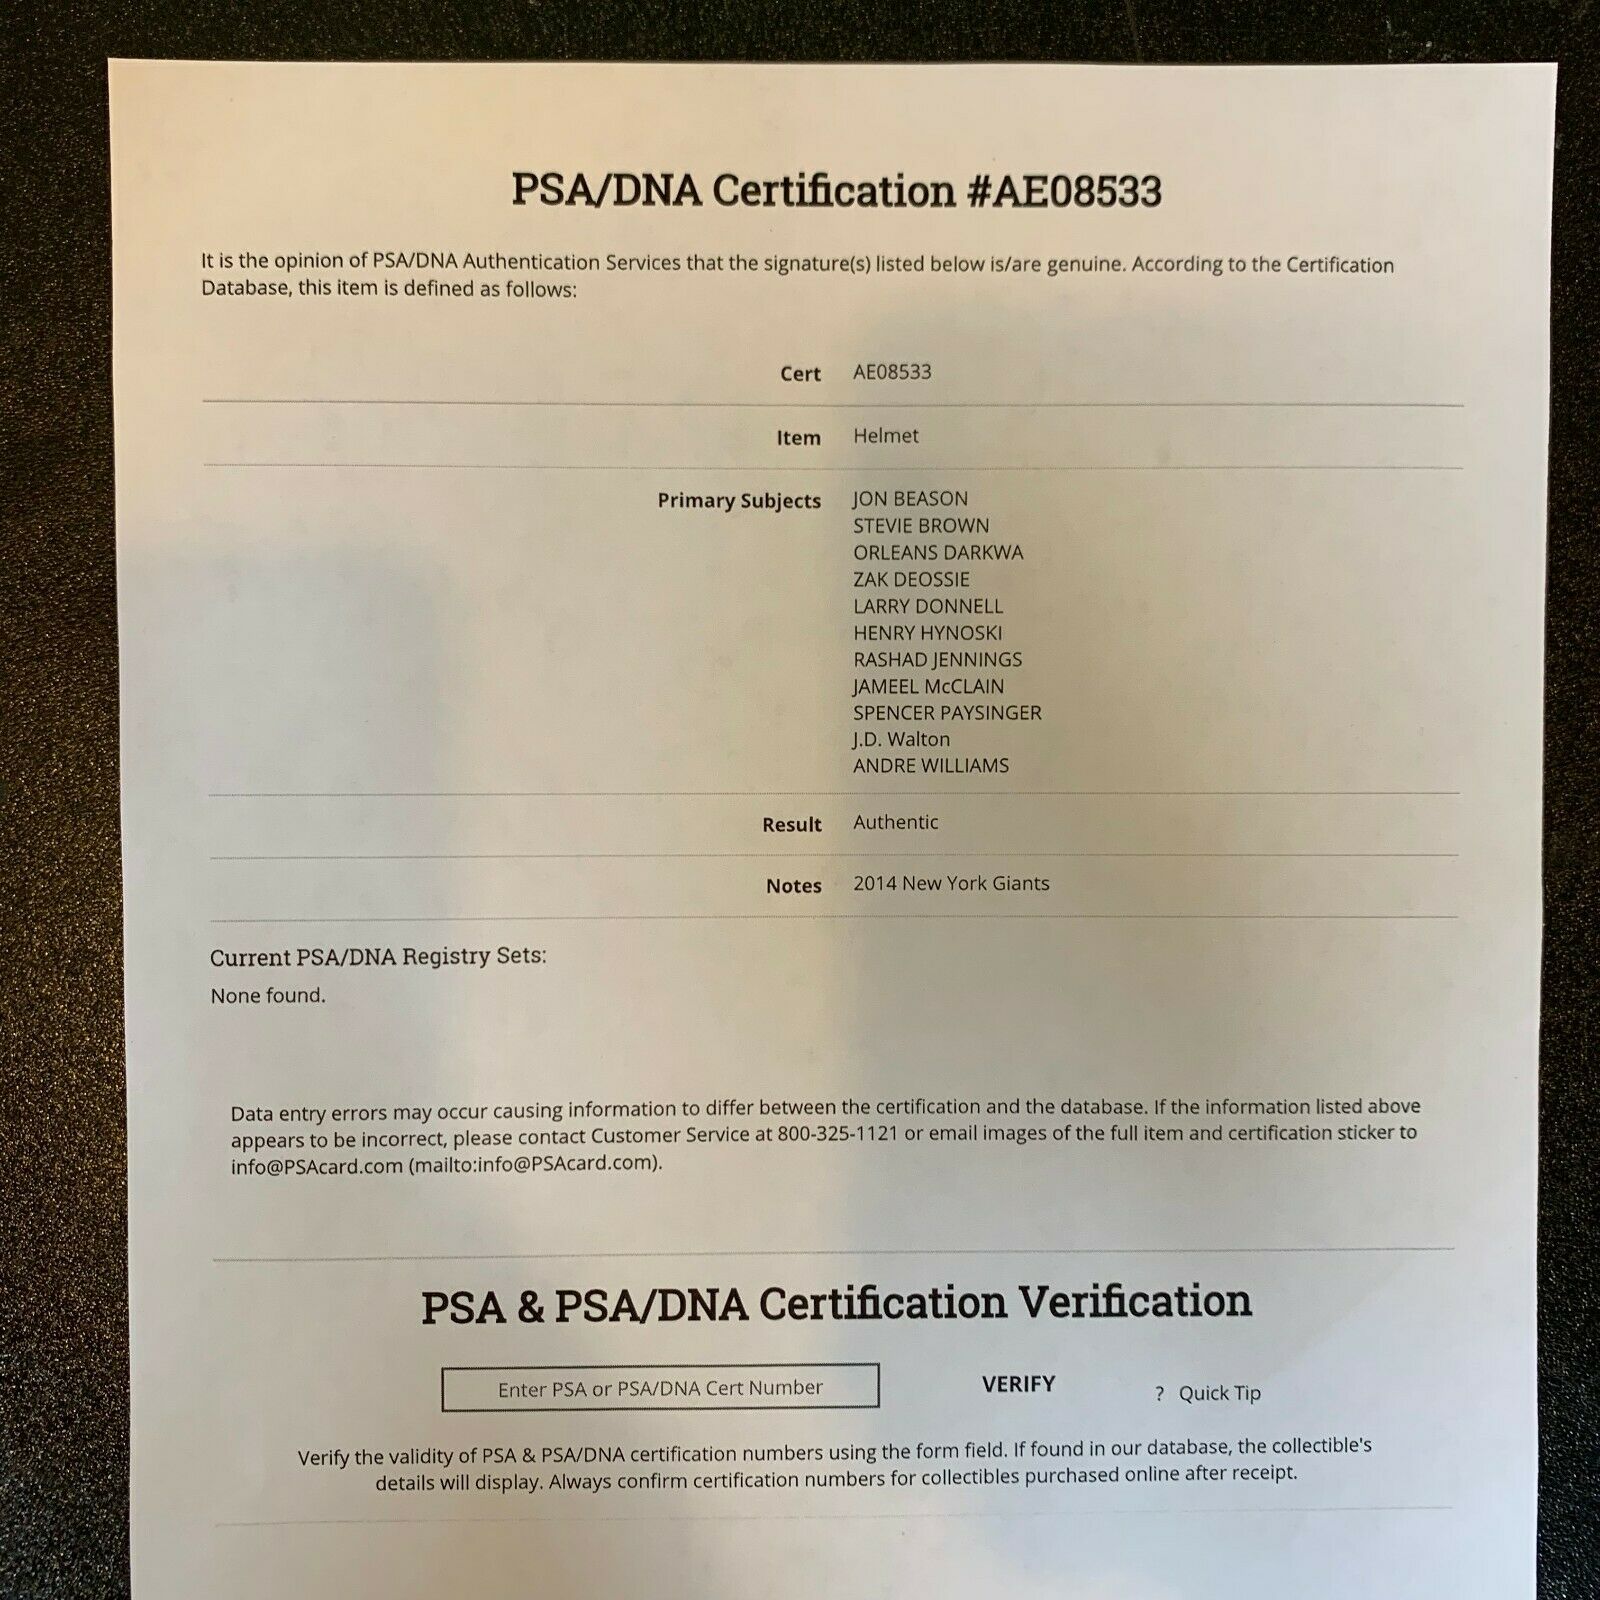 PSA/DNA Certification #AE08533
It is the opinion of PSA/DNA Authentication Services that the signature(s) listed below is/are genuine. According to the Certification
Database, this item is defined as follows:
Cert AE08533
Item Helmet
Primary Subjects JON BEASON
STEVIE BROWN
ORLEANS DARKWA
ZAK DEOSSIE
LARRY DONNELL
HENRY HYNOSKI
RASHAD JENNINGS
JAMEEL McCLAIN
SPENCER PAYSINGER
J.D. Walton
ANDRE WILLIAMS
Result Authentic
Notes 2014 New York Giants
Current PSA/DNA Registry Sets:
None found.
Data entry errors may occur causing information to differ between the certification and the database. If the information listed above
appears to be incorrect, please contact Customer Service at 800-325-1121 or email images of the full item and certification sticker to
info@PSAcard.com (mailto:info@PSAcard.com).
PSA & PSA/DNA Certification Verification
Enter PSA or PSA/DNA Cert Number VERIFY ? Quick Tip
Verify the validity of PSA & PSA/DNA certification numbers using the form field. If found in our database, the collectible's
details will display. Always confirm certification numbers for collectibles purchased online after receipt.